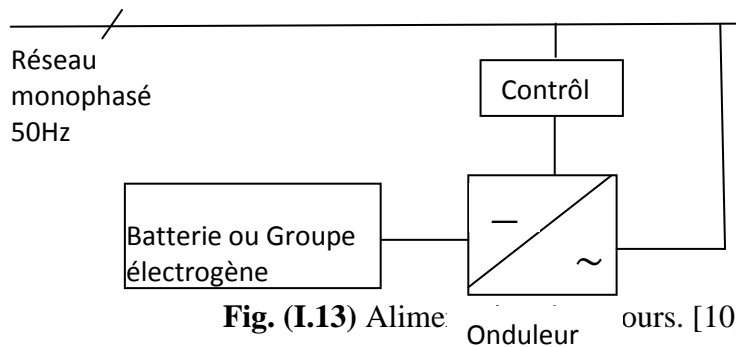 Réseau
monophasé
50Hz
Contrôl
Batterie ou Groupe
électrogène
—
~
Fig. (I.13) Alime ours. [10
Onduleur